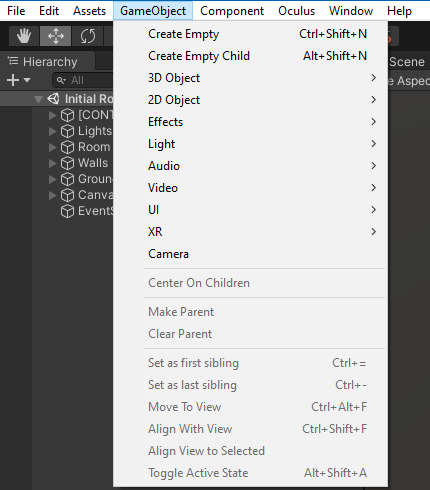 File Edit Assets GameObject Component Oculus Window Help
Hierarchy
Scene
All
Aspec
Initial Ro
[CONT
Lights
Room
Walls
Groun
Canva
EventS
Create Empty Ctrl+Shift+N
Create Empty Child Alt+Shift+N
3D Object
2D Object
Effects
Light
Audio
Video
UI
XR
Camera
Center On Children
Make Parent
Clear Parent
Set as first sibling Ctrl+=
Set as last sibling Ctrl+-
Move To View Ctrl+Alt+F
Align With View Ctrl+Shift+F
Align View to Selected
Toggle Active State Alt+Shift+A